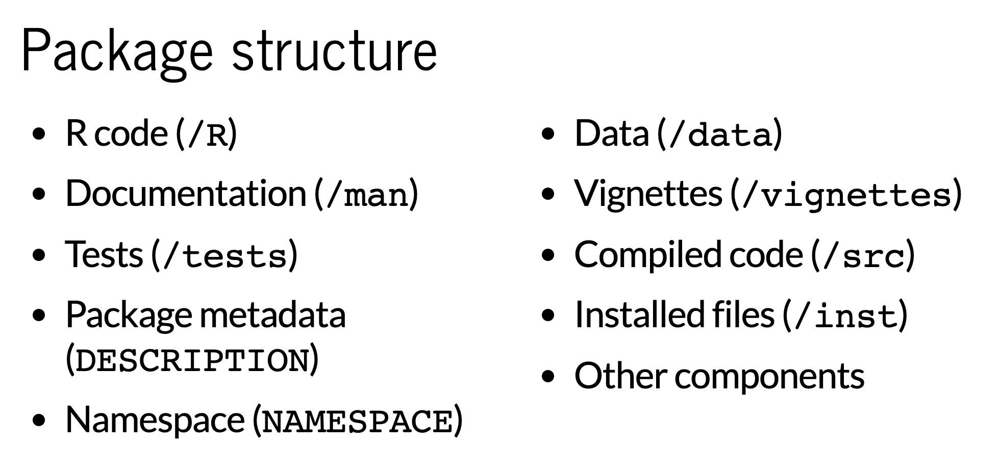 Package structure
• R code (/R)
• Documentation (/man)
• Tests (/tests)
• Package metadata
(DESCRIPTION)
• Namespace (NAMESPACE)
• Data (/data)
• Vignettes (/vignettes)
• Compiled code (/src)
• Installed files (/inst)
• Other components